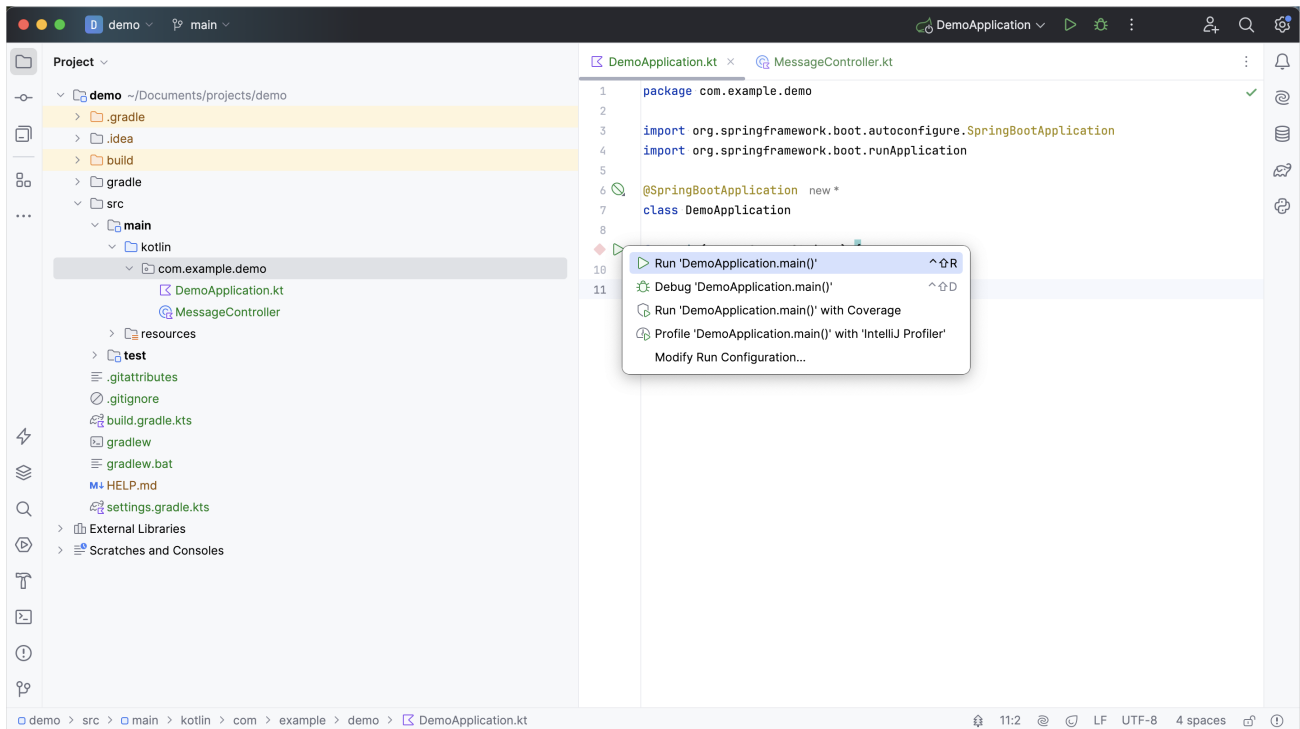 D demo main DemoApplication
Project
demo ~/Documents/projects/demo
.gradle
.idea
build
gradle
src
main
kotlin
com.example.demo
DemoApplication.kt
MessageController
resources
test
.gitattributes
.gitignore
build.gradle.kts
gradlew
gradlew.bat
M↓ HELP.md
settings.gradle.kts
External Libraries
Scratches and Consoles
DemoApplication.kt × MessageController.kt
1 package com.example.demo
2
3 import org.springframework.boot.autoconfigure.SpringBootApplication
4 import org.springframework.boot.runApplication
5
6 @SpringBootApplication new *
7 class DemoApplication
8
10
11
Run 'DemoApplication.main()' ^⇧R
Debug 'DemoApplication.main()' ^⇧D
Run 'DemoApplication.main()' with Coverage
Profile 'DemoApplication.main()' with 'IntelliJ Profiler'
Modify Run Configuration...
demo > src > main > kotlin > com > example > demo > DemoApplication.kt 11:2 LF UTF-8 4 spaces